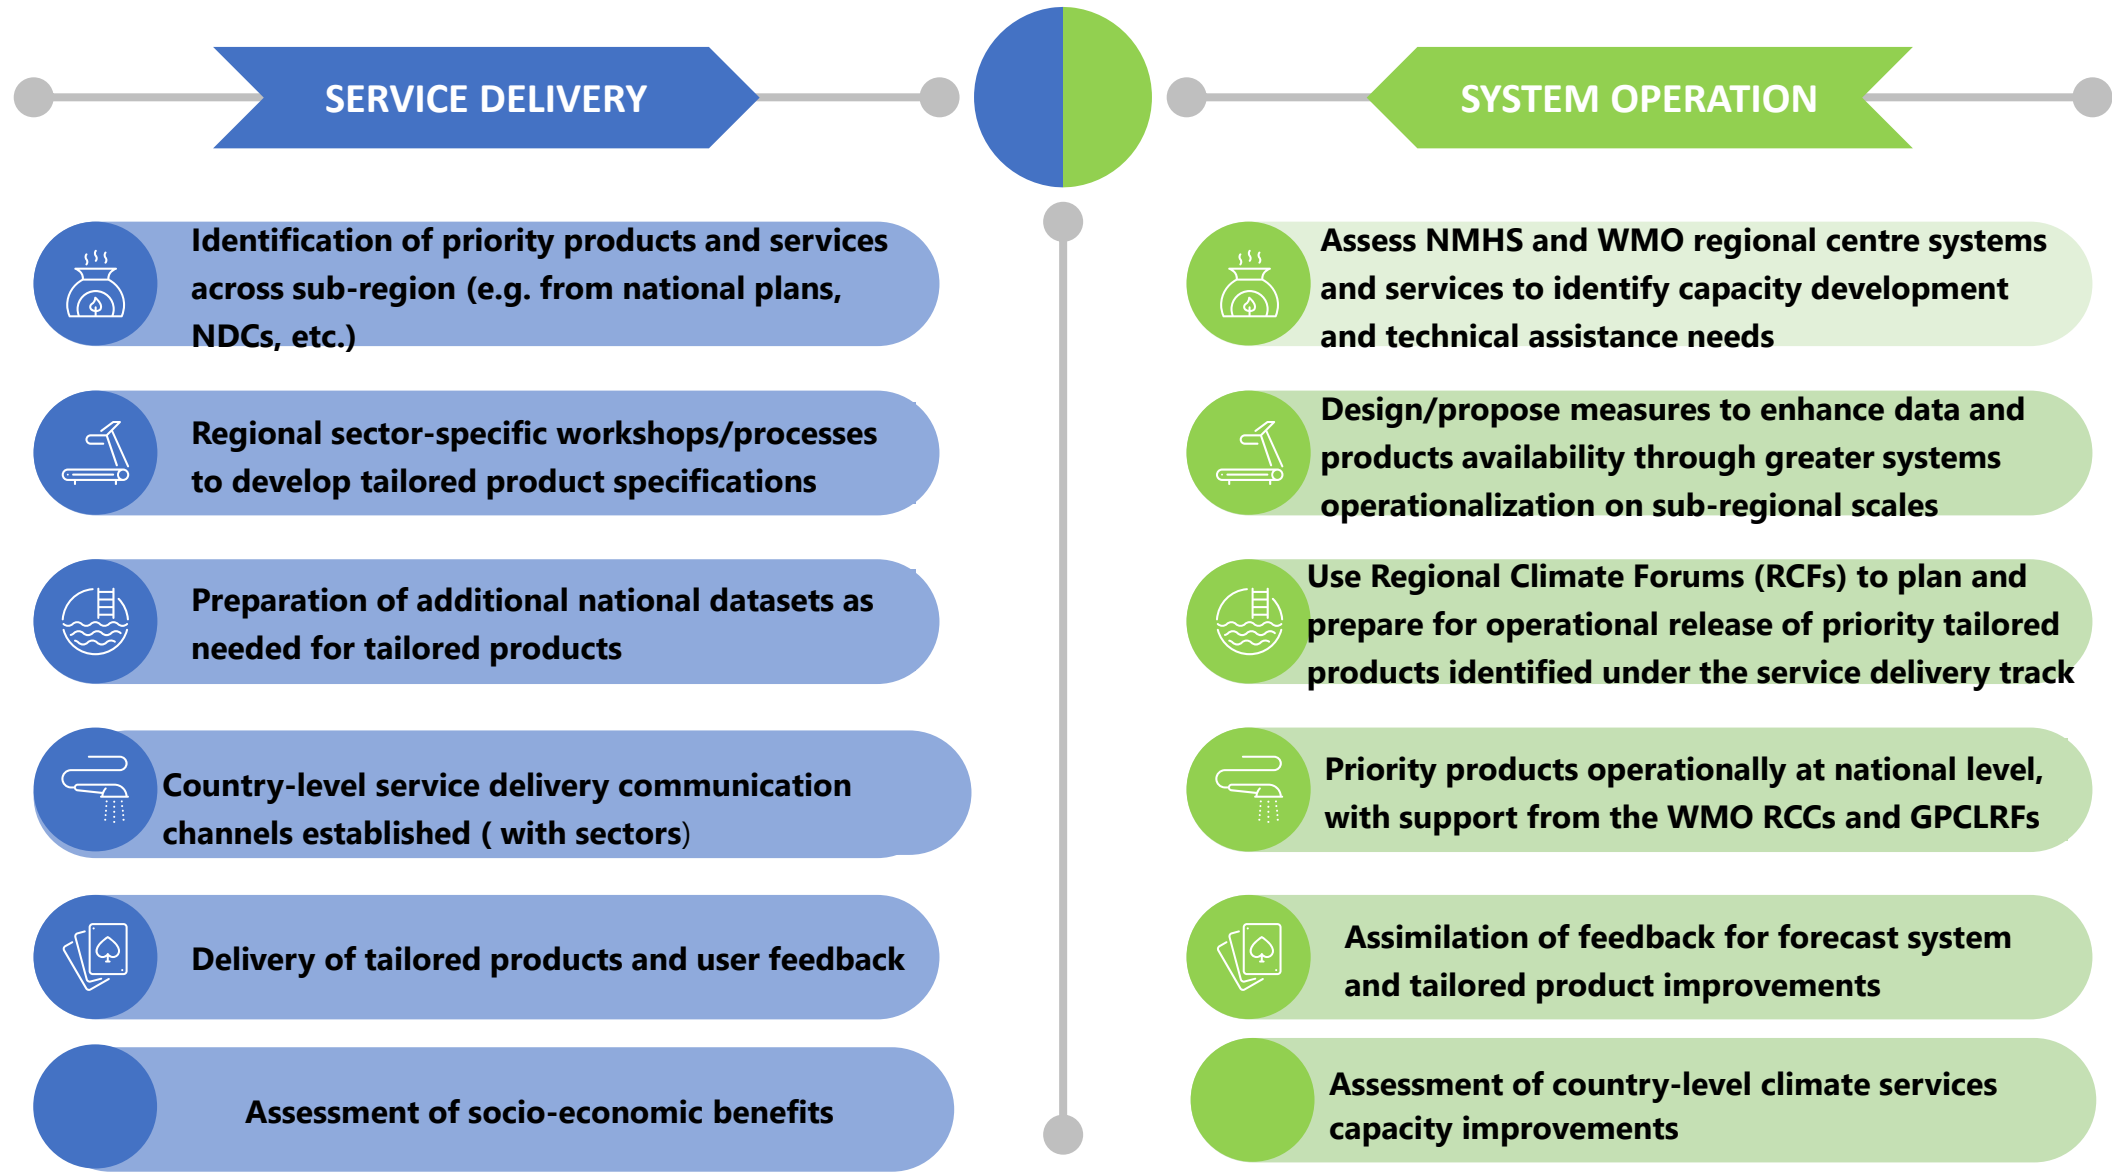 SERVICE DELIVERY
Identification of priority products and services
across sub-region (e.g. from national plans,
NDCs, etc.)
Regional sector-specific workshops/processes
to develop tailored product specifications
Preparation of additional national datasets as
needed for tailored products
Country-level service delivery communication
channels established ( with sectors)
Delivery of tailored products and user feedback
Assessment of socio-economic benefits
SYSTEM OPERATION
Assess NMHS and WMO regional centre systems
and services to identify capacity development
and technical assistance needs
Design/propose measures to enhance data and
products availability through greater systems
operationalization on sub-regional scales
Use Regional Climate Forums (RCFs) to plan and
prepare for operational release of priority tailored
products identified under the service delivery track
Priority products operationally at national level,
with support from the WMO RCCs and GPCLRFs
Assimilation of feedback for forecast system
and tailored product improvements
Assessment of country-level climate services
capacity improvements